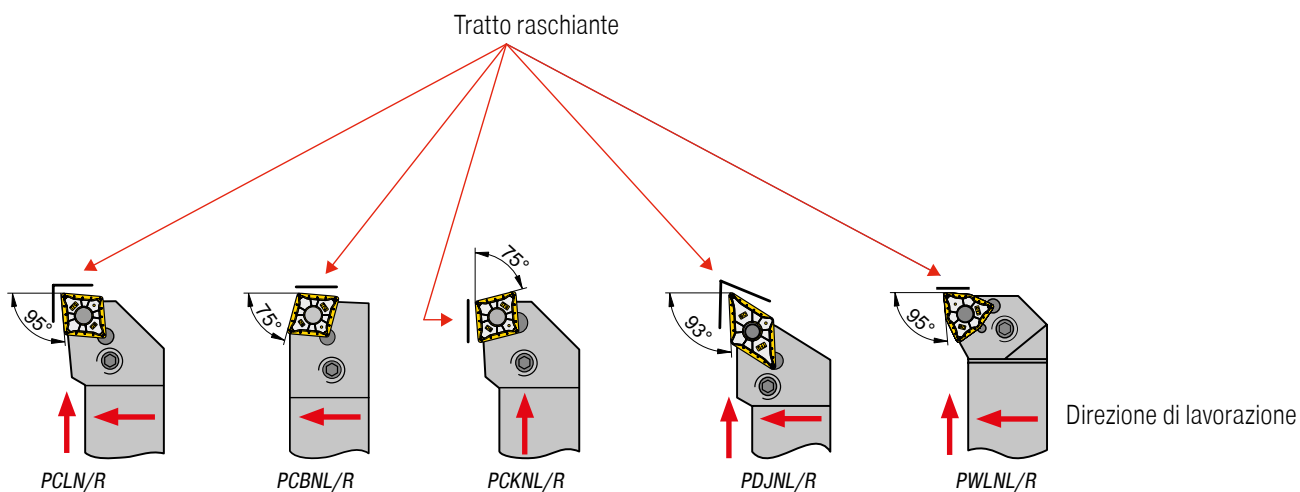 Tratto raschiante
95°
75°
75°
93°
95°
Direzione di lavorazione
PCLN/R
PCBNL/R
PCKNL/R
PDJNL/R
PWLNL/R